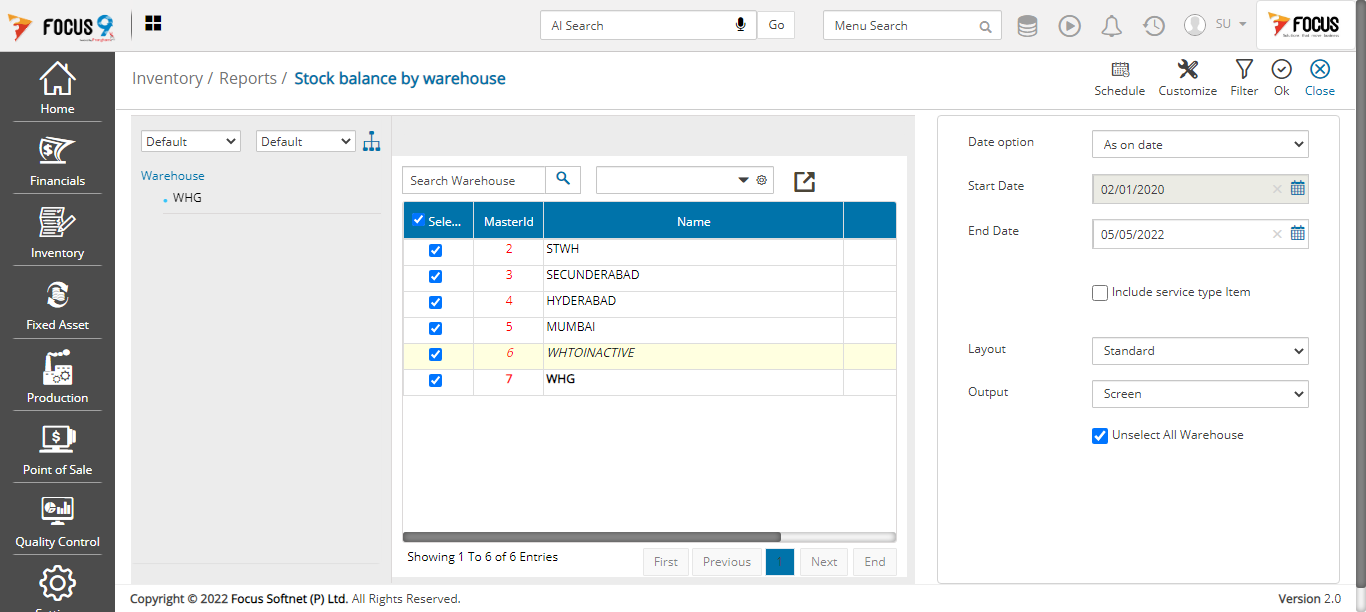 FOCUS 9
AI Search
Go
Menu Search
SU
FOCUS
Home
Financials
Inventory
Fixed Asset
Production
Point of Sale
Quality Control
Inventory / Reports / Stock balance by warehouse
Schedule
Customize
Filter
Ok
Close
Default
Default
Warehouse
WHG
Search Warehouse
Sele... MasterId Name
2 STWH
3 SECUNDERABAD
4 HYDERABAD
5 MUMBAI
6 WHTOINACTIVE
7 WHG
Showing 1 To 6 of 6 Entries
First Previous 1 Next End
Date option As on date
Start Date 02/01/2020
End Date 05/05/2022
Include service type Item
Layout Standard
Output Screen
Unselect All Warehouse
Copyright © 2022 Focus Softnet (P) Ltd. All Rights Reserved.
Version 2.0